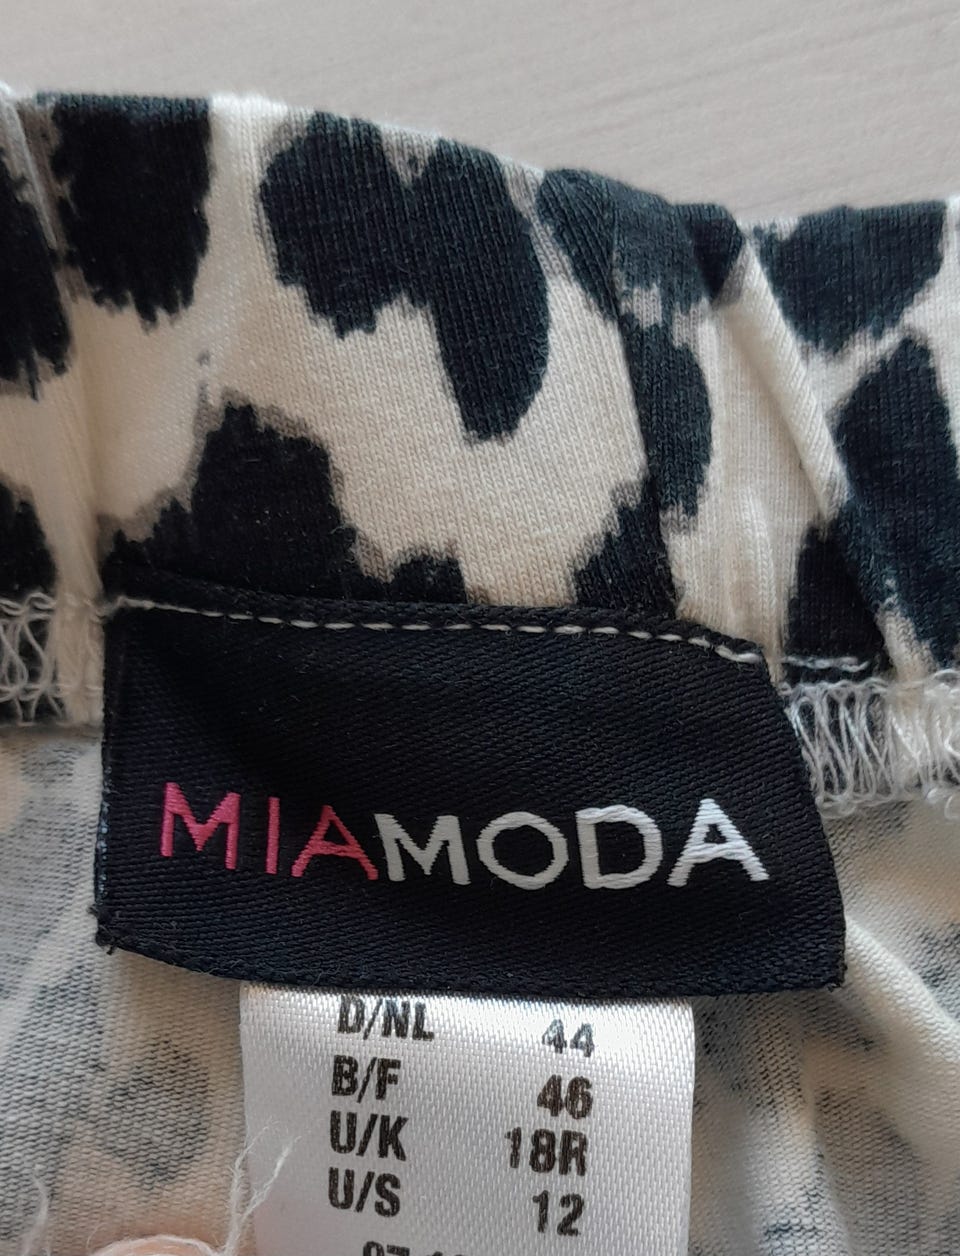 MIAMODA
D/NL 44
B/F 46
U/K 18R
U/S 12